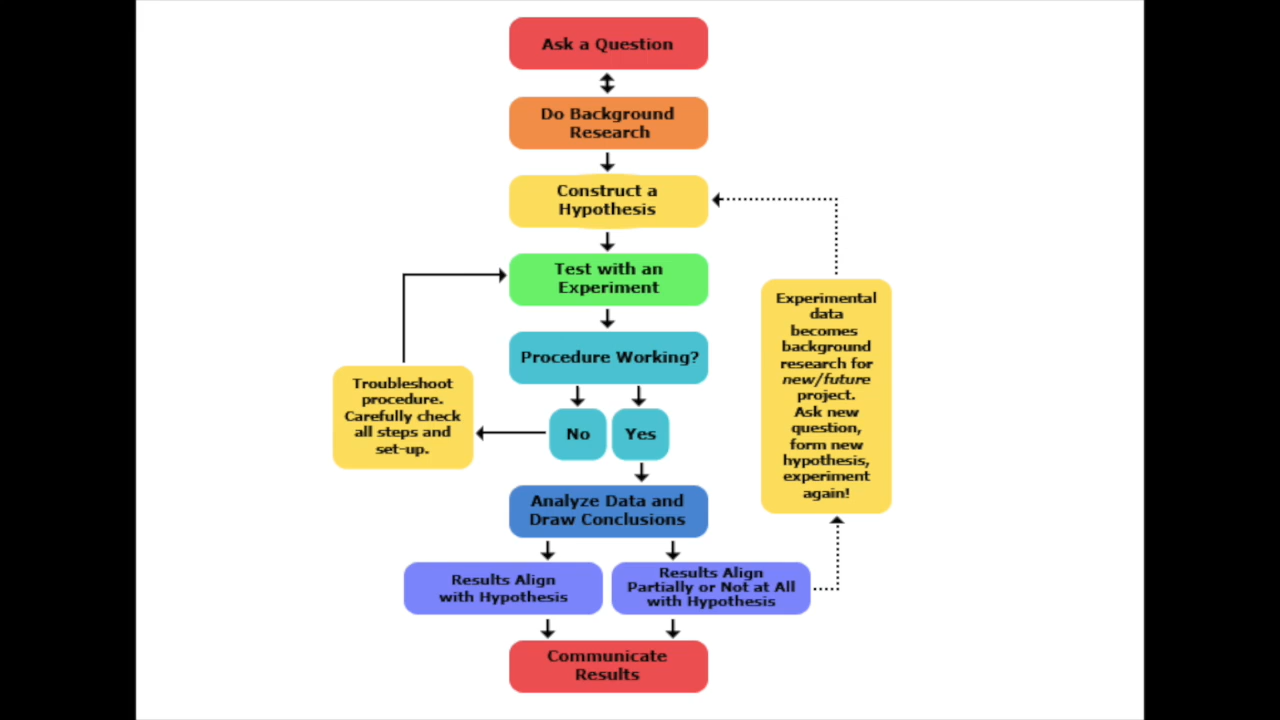 Ask a Question
Do Background
Research
Construct a
Hypothesis
Test with an
Experiment
Procedure Working?
No
Yes
Troubleshoot
procedure.
Carefully check
all steps and
set-up.
Experimental
data
becomes
background
research for
new/future
project.
Ask new
question,
form new
hypothesis,
experiment
again!
Analyze Data and
Draw Conclusions
Results Align
with Hypothesis
Results Align
Partially or Not at All
with Hypothesis
Communicate
Results